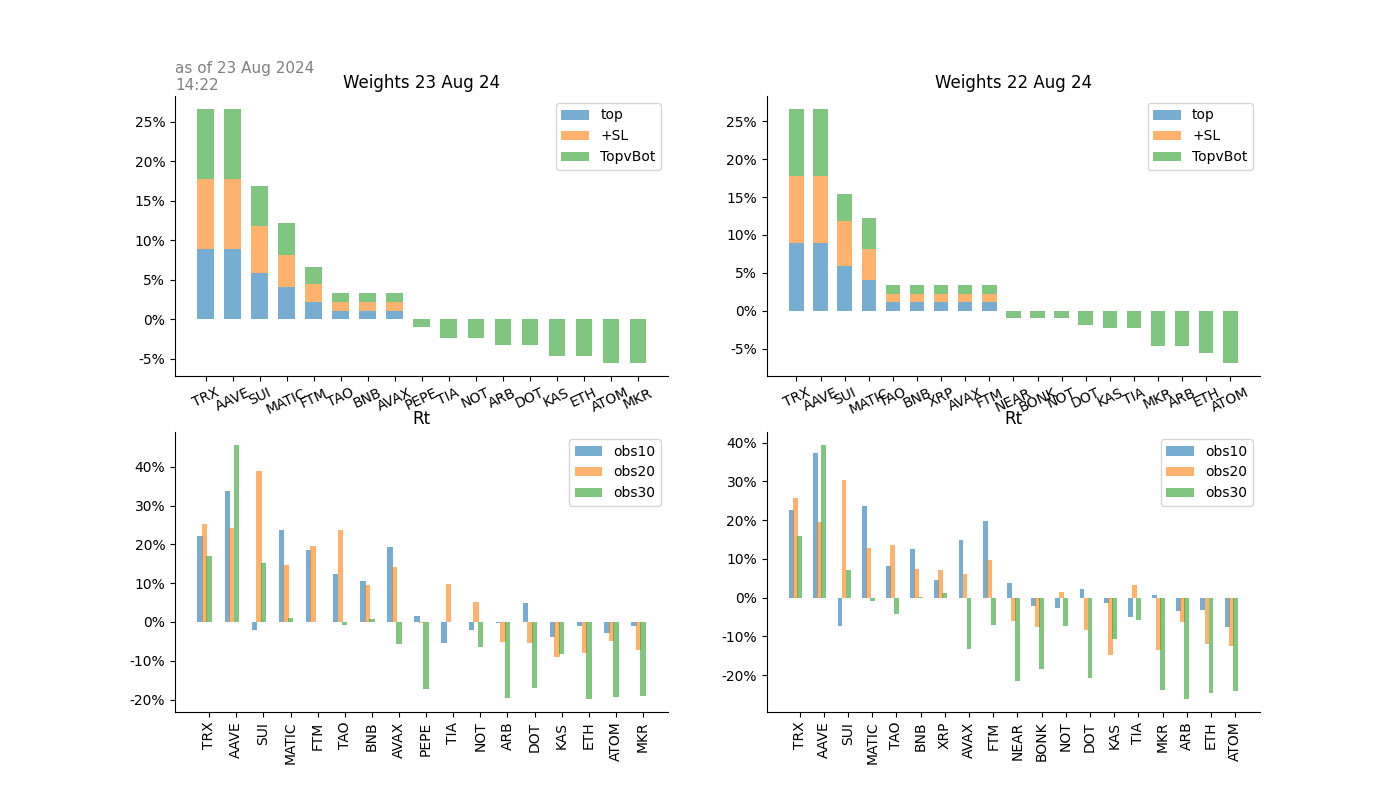 as of 23 Aug 2024
14:22
Weights 23 Aug 24
top
+SL
TopvBot
25%
20%
15%
10%
5%
0%
-5%
TRX AAVE SUI MATIC FTM TAO BNB AVAX PEPE TIA NOT ARB DOT KAS ETH ATOM MKR
Weights 22 Aug 24
top
+SL
TopvBot
25%
20%
15%
10%
5%
0%
-5%
TRX AAVE SUI MATIC TAO BNB XRP AVAX FTM NEAR BONK NOT DOT KAS TIA MKR ARB ETH ATOM
Rt
obs10
obs20
obs30
40%
30%
20%
10%
0%
-10%
-20%
TRX AAVE SUI MATIC FTM TAO BNB AVAX PEPE TIA NOT ARB DOT KAS ETH ATOM MKR
Rt
obs10
obs20
obs30
40%
30%
20%
10%
0%
-10%
-20%
TRX AAVE SUI MATIC TAO BNB XRP AVAX FTM NEAR BONK NOT DOT KAS TIA MKR ARB ETH ATOM